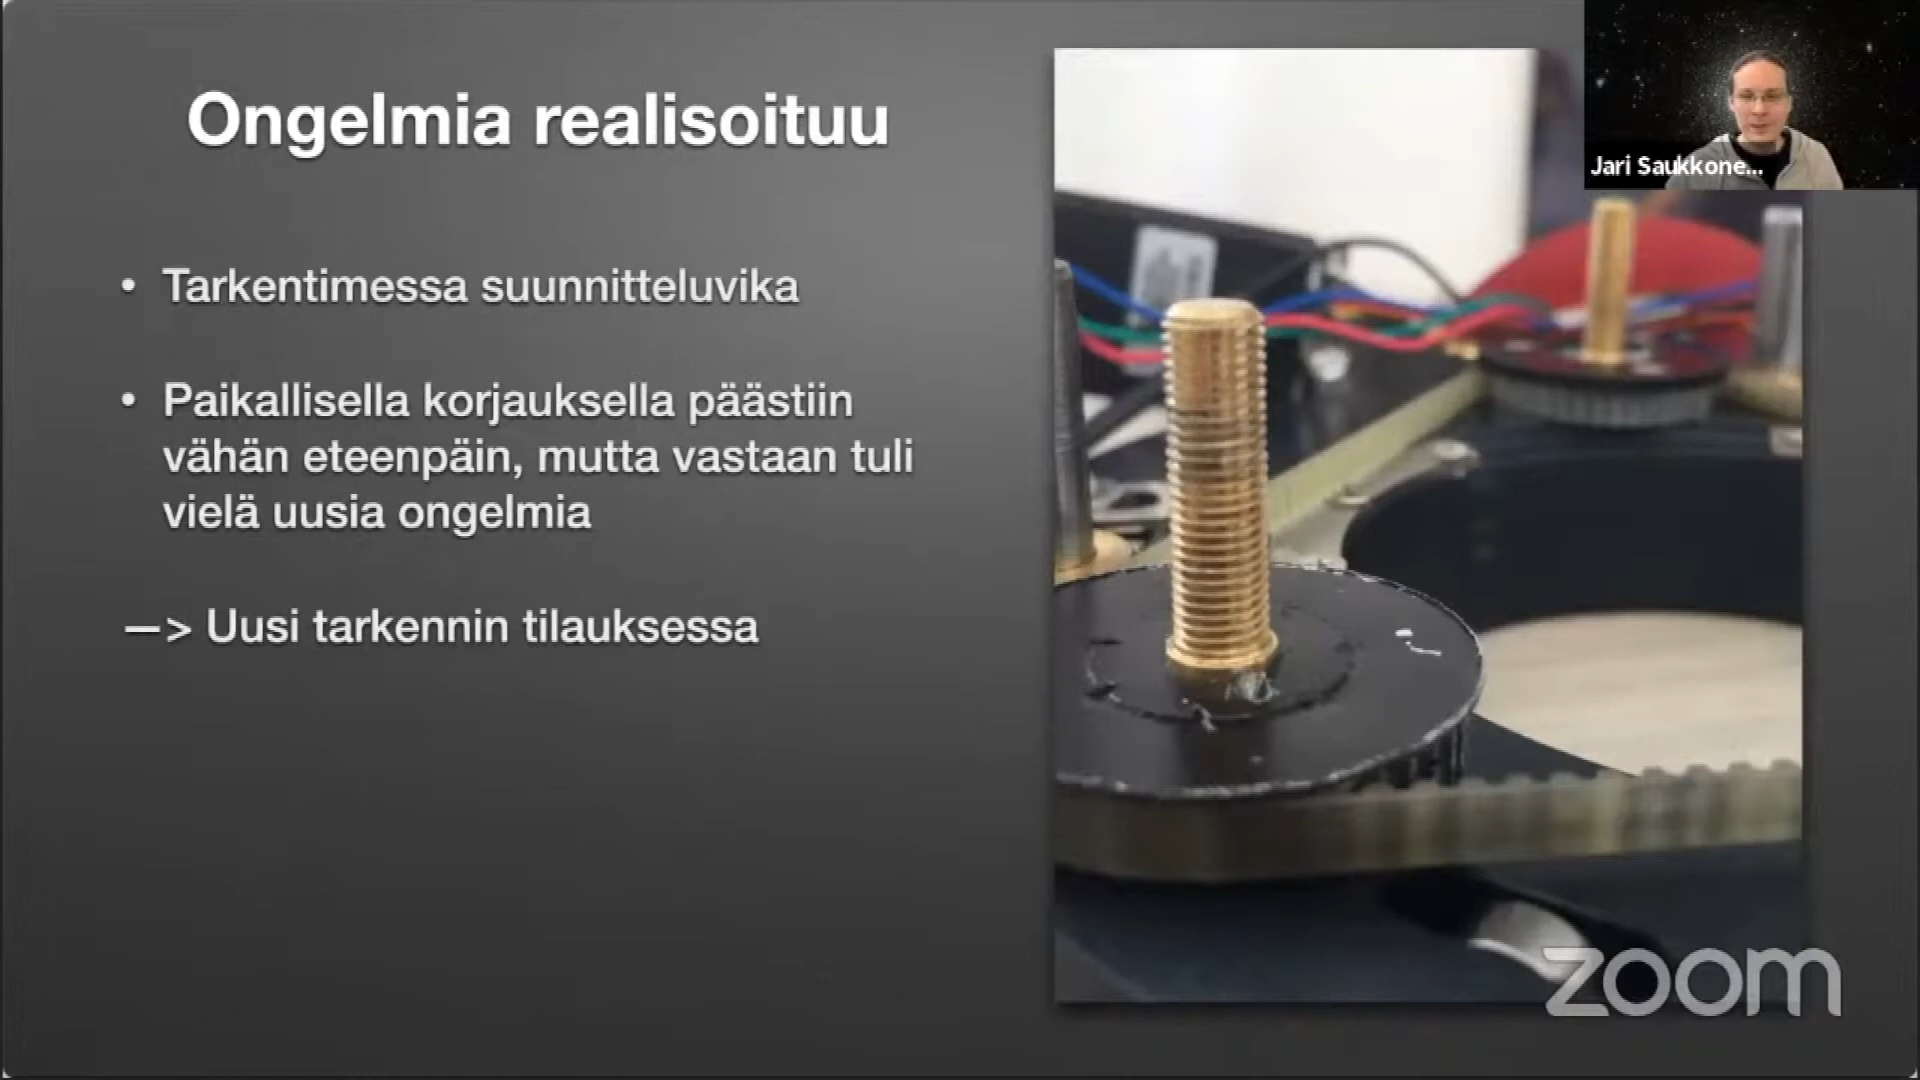 Ongelmia realisoituu
Jari Saukkone...
• Tarkentimessa suunnitteluvika
• Paikallisella korjauksella päästiin
vähän eteenpäin, mutta vastaan tuli
vielä uusia ongelmia
—> Uusi tarkennin tilauksessa
zoom